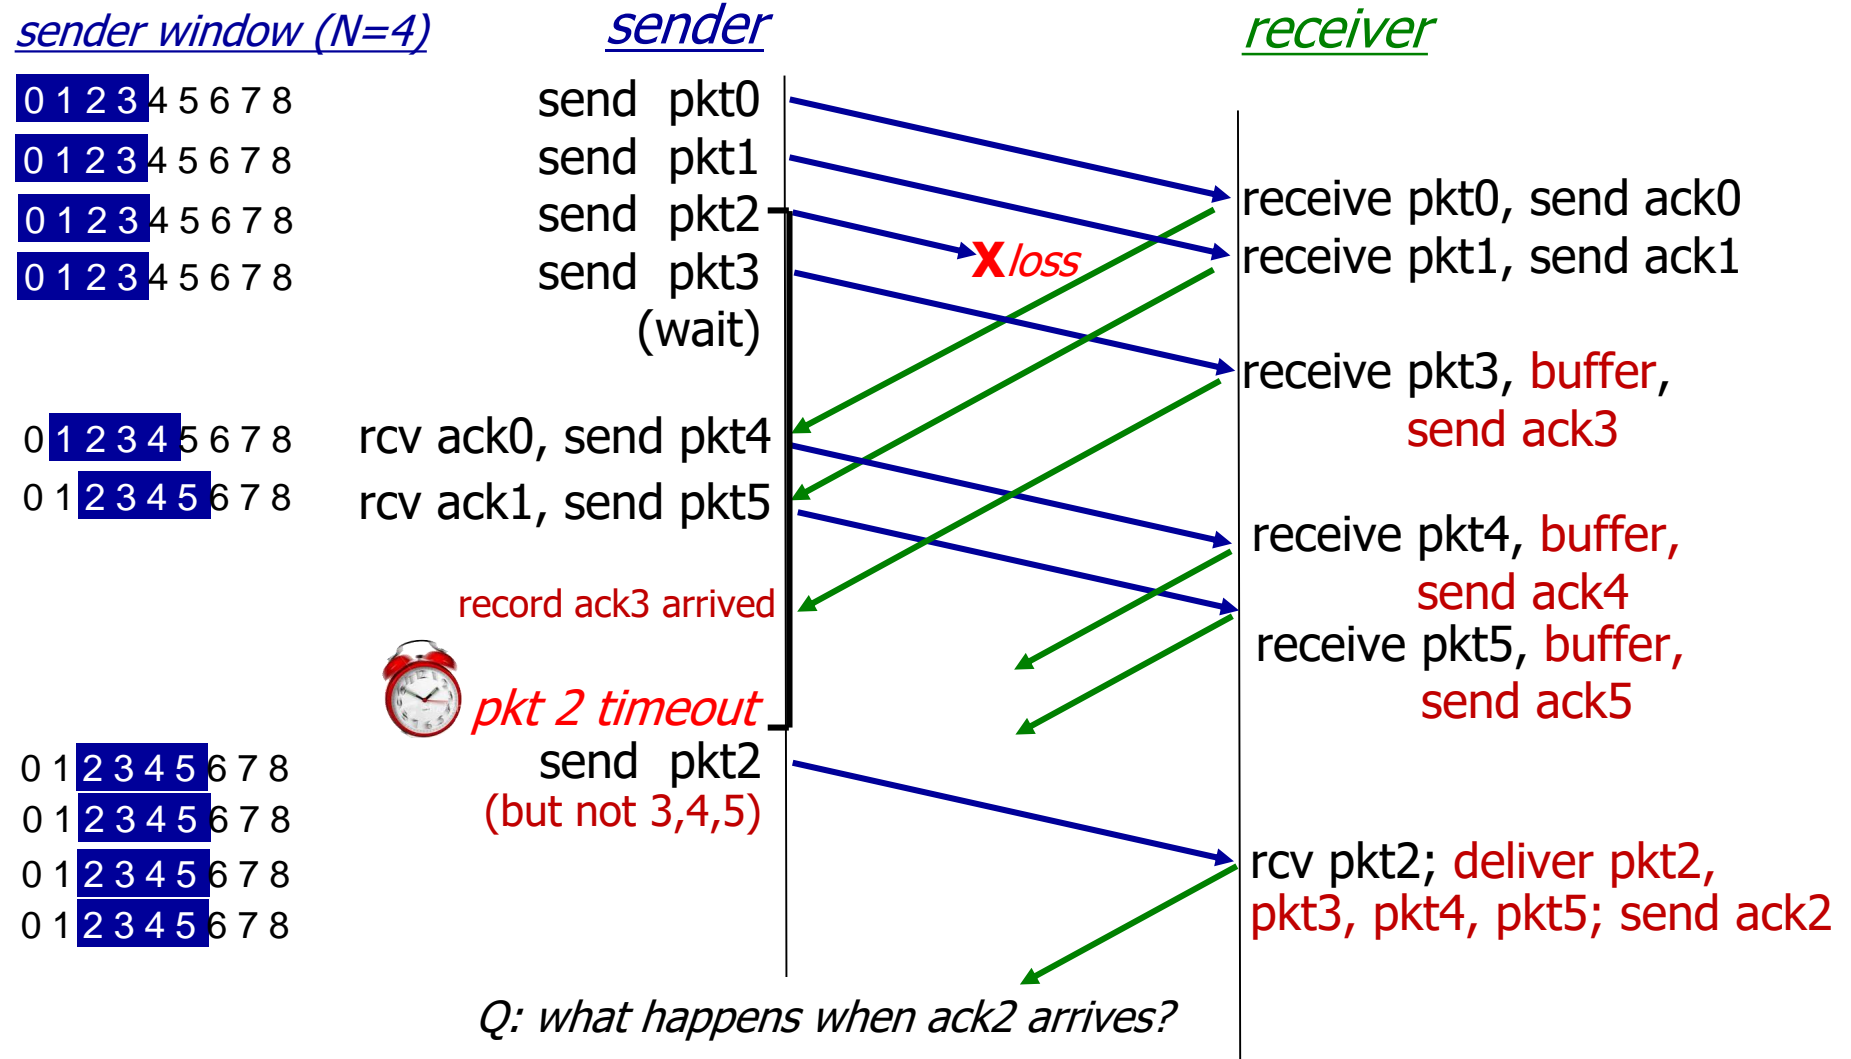 sender window (N=4) sender receiver
0 1 2 3 4 5 6 7 8 send pkt0
0 1 2 3 4 5 6 7 8 send pkt1
0 1 2 3 4 5 6 7 8 send pkt2
0 1 2 3 4 5 6 7 8 send pkt3
(wait)
X loss
receive pkt0, send ack0
receive pkt1, send ack1
receive pkt3, buffer,
send ack3
0 1 2 3 4 5 6 7 8 rcv ack0, send pkt4
0 1 2 3 4 5 6 7 8 rcv ack1, send pkt5
receive pkt4, buffer,
send ack4
receive pkt5, buffer,
send ack5
record ack3 arrived
pkt 2 timeout
0 1 2 3 4 5 6 7 8 send pkt2
0 1 2 3 4 5 6 7 8 (but not 3,4,5)
0 1 2 3 4 5 6 7 8
0 1 2 3 4 5 6 7 8
rcv pkt2; deliver pkt2,
pkt3, pkt4, pkt5; send ack2
Q: what happens when ack2 arrives?